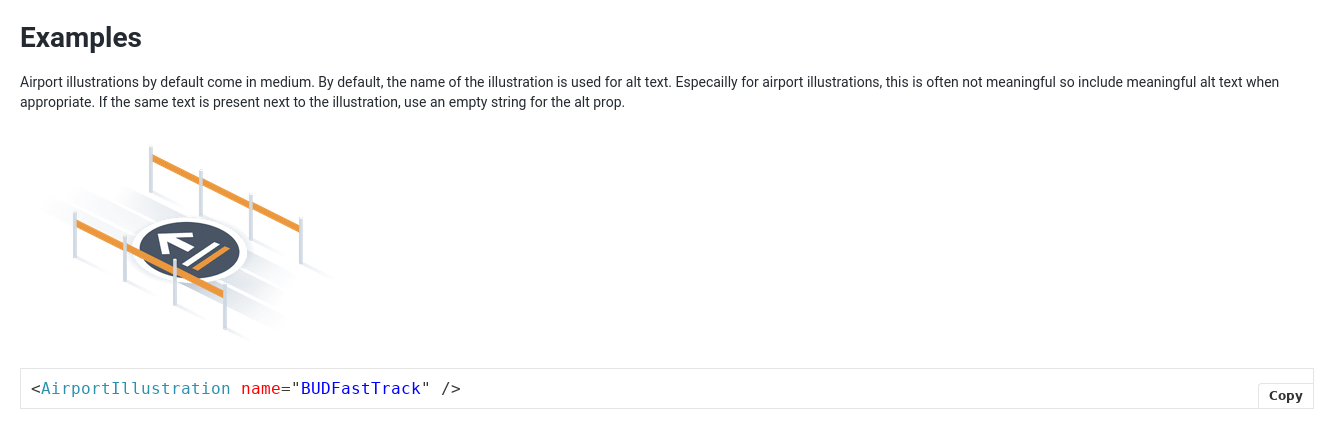 Examples
Airport illustrations by default come in medium. By default, the name of the illustration is used for alt text. Especailly for airport illustrations, this is often not meaningful so include meaningful alt text when
appropriate. If the same text is present next to the illustration, use an empty string for the alt prop.
<AirportIllustration name="BUDFastTrack" />
Copy